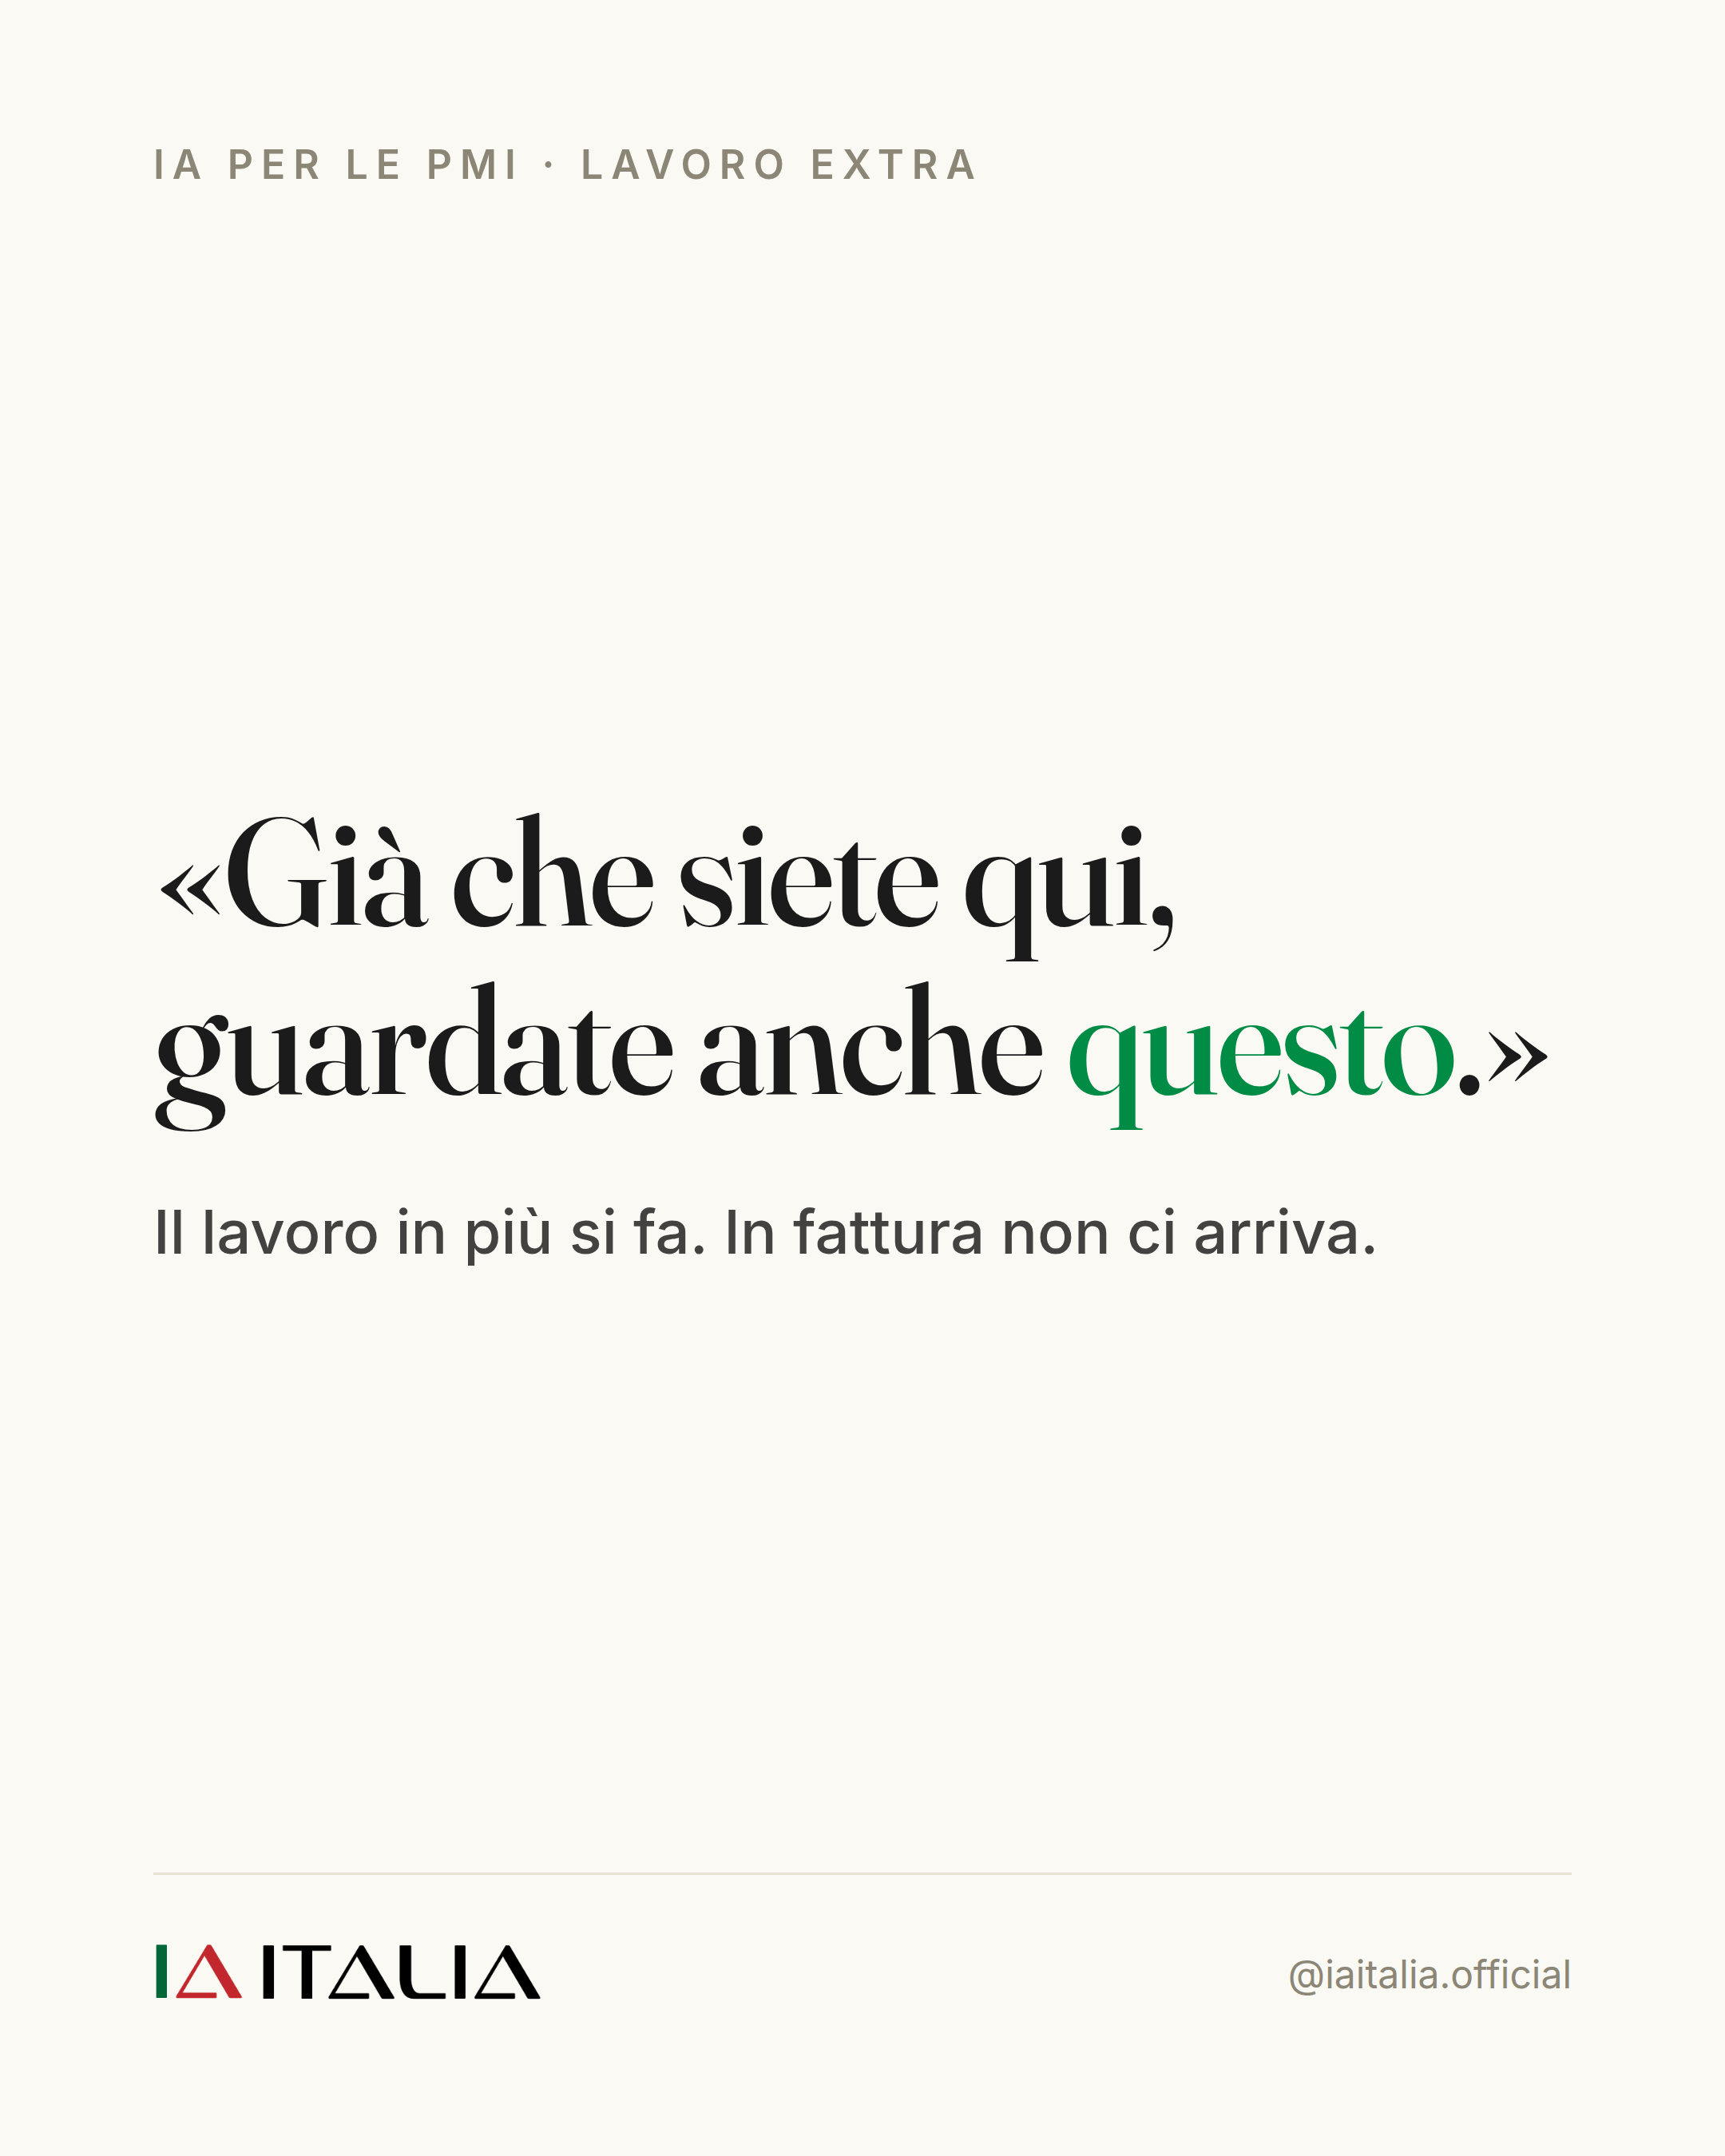 IA PER LE PMI · LAVORO EXTRA
«Già che siete qui,
guardate anche questo.»
Il lavoro in più si fa. In fattura non ci arriva.
IA ITALIA
@iaitalia.official